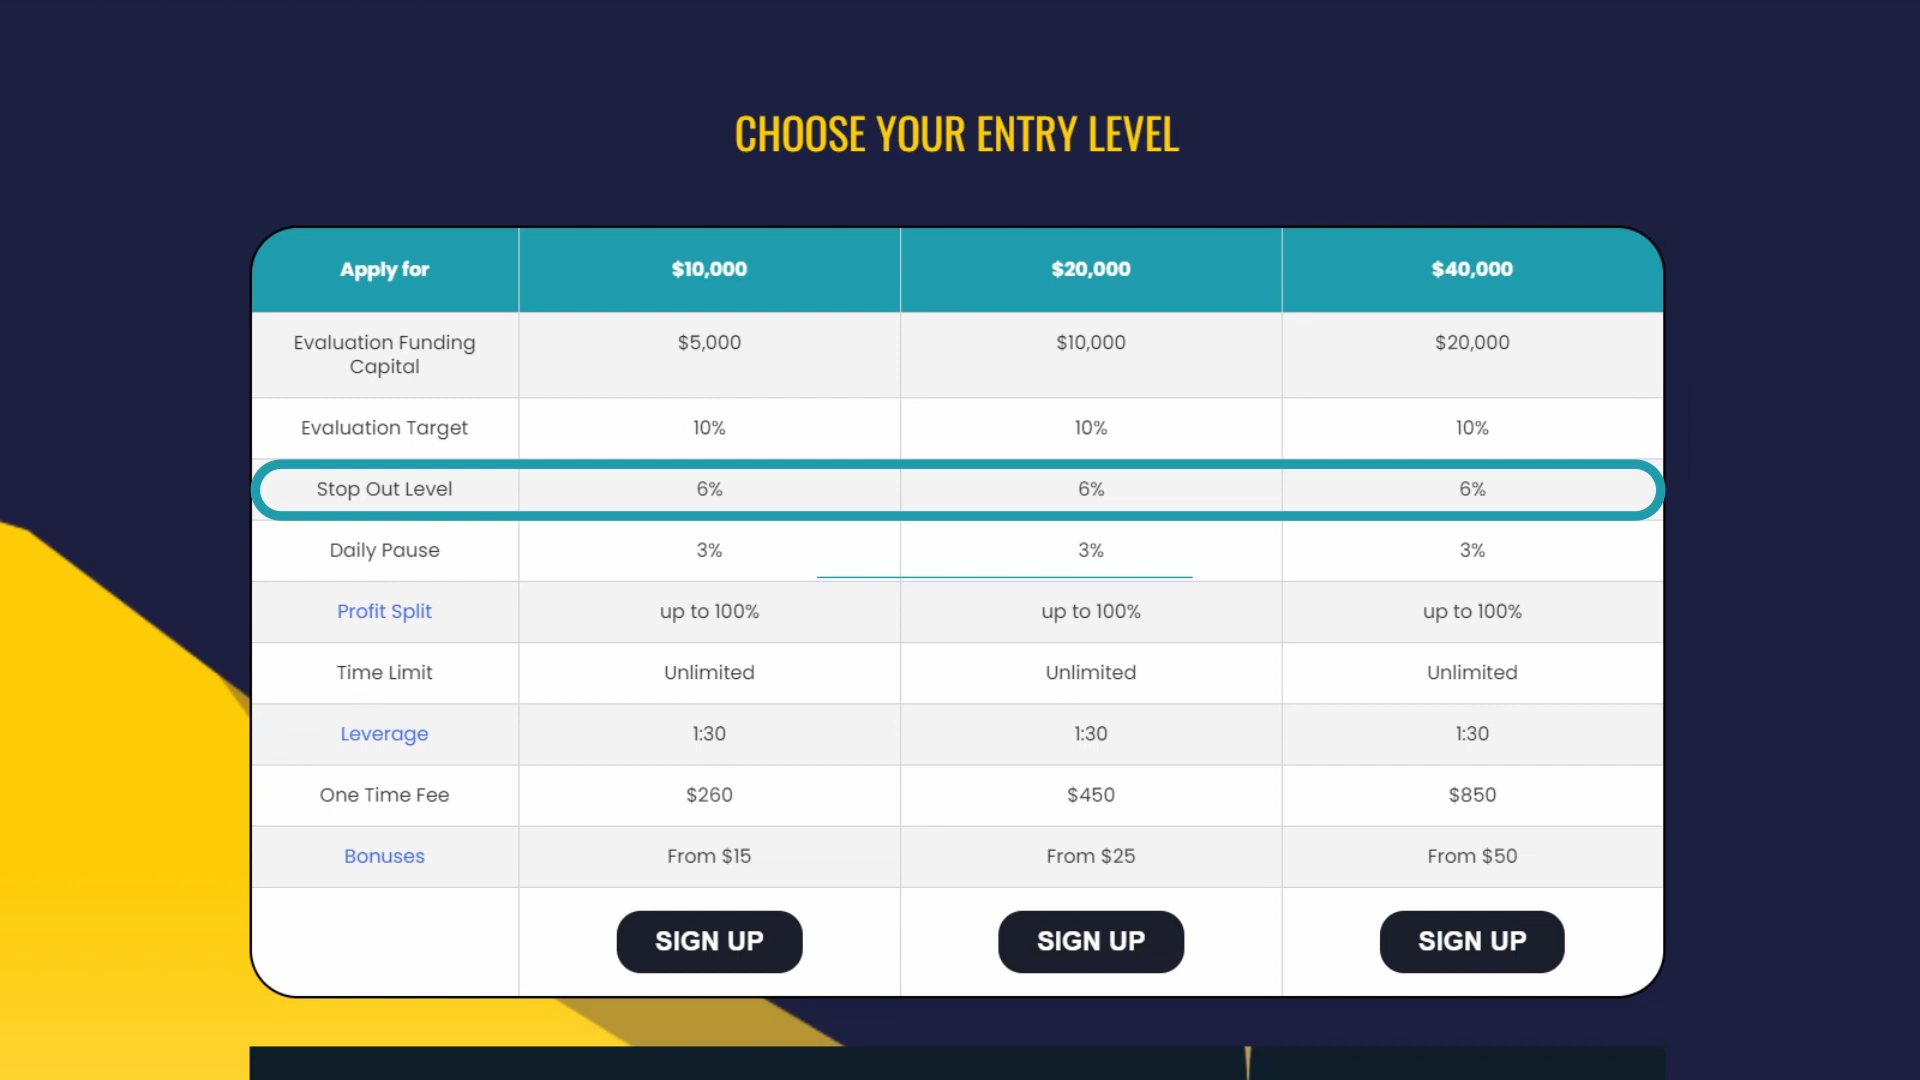 CHOOSE YOUR ENTRY LEVEL
Apply for $10,000 $20,000 $40,000
Evaluation Funding $5,000 $10,000 $20,000
Capital
Evaluation Target 10% 10% 10%
Stop Out Level 6% 6% 6%
Daily Pause 3% 3% 3%
Profit Split up to 100% up to 100% up to 100%
Time Limit Unlimited Unlimited Unlimited
Leverage 1:30 1:30 1:30
One Time Fee $260 $450 $850
Bonuses From $15 From $25 From $50
SIGN UP SIGN UP SIGN UP